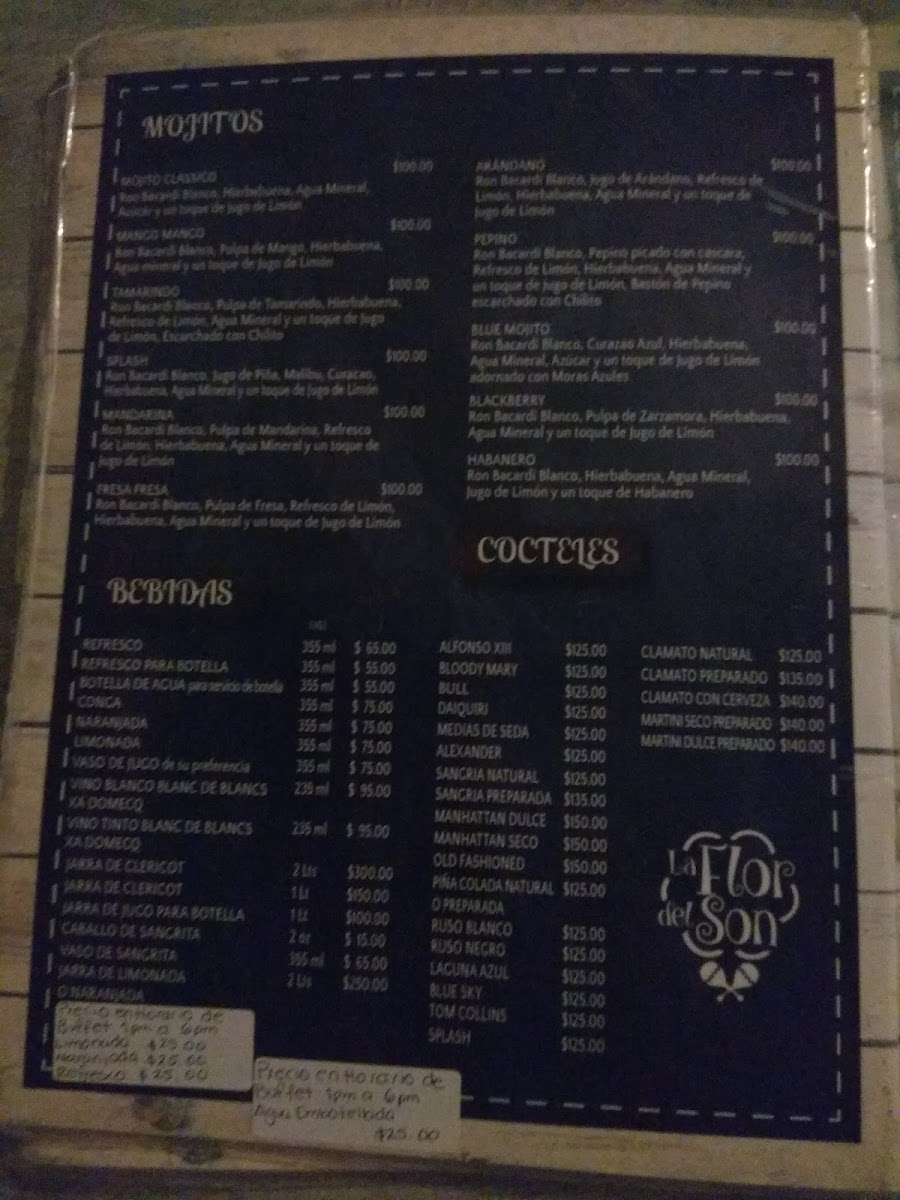 MOJITOS
MOJITO CLASSICO $100.00
Ron Bacardi Blanco, Hierbabuena, Agua Mineral,
Azúcar y un toque de Jugo de Limón
MANGO MANGO $100.00
Ron Bacardi Blanco, Pulpa de Mango, Hierbabuena,
Agua mineral y un toque de Jugo de Limón
TAMARINDO $100.00
Ron Bacardi Blanco, Pulpa de Tamarindo, Hierbabuena,
Refresco de Limón, Agua Mineral y un toque de Jugo
de Limón, Escarchado con Chilito
SPLASH $100.00
Ron Bacardi Blanco, Jugo de Piña, Malibu, Curacao,
Hierbabuena, Agua Mineral y un toque de Jugo de Limón
MANDARINA $100.00
Ron Bacardi Blanco, Pulpa de Mandarina, Refresco
de Limón, Hierbabuena, Agua Mineral y un toque de
Jugo de Limón
FRESA FRESA $100.00
Ron Bacardi Blanco, Pulpa de Fresa, Refresco de Limón,
Hierbabuena, Agua Mineral y un toque de Jugo de Limón
ARÁNDANO $100.00
Ron Bacardi Blanco, Jugo de Arándano, Refresco de
Limón, Hierbabuena, Agua Mineral y un toque de
Jugo de Limón
PEPINO $100.00
Ron Bacardi Blanco, Pepino picado con cascara,
Refresco de Limón, Hierbabuena, Agua Mineral y
un toque de Jugo de Limón, Bastón de Pepino
escarchado con Chilito
BLUE MOJITO $100.00
Ron Bacardi Blanco, Curazao Azul, Hierbabuena,
Agua Mineral, Azúcar y un toque de Jugo de Limón
adornado con Moras Azules
BLACKBERRY $100.00
Ron Bacardi Blanco, Pulpa de Zarzamora, Hierbabuena,
Agua Mineral y un toque de Jugo de Limón
HABANERO $100.00
Ron Bacardi Blanco, Hierbabuena, Agua Mineral,
Jugo de Limón y un toque de Habanero
BEBIDAS
REFRESCO 355 ml $ 65.00
REFRESCO PARA BOTELLA 355 ml $ 55.00
BOTELLA DE AGUA para servicio de botella 355 ml $ 55.00
CONGA 355 ml $ 75.00
NARANJADA 355 ml $ 75.00
LIMONADA 355 ml $ 75.00
VASO DE JUGO de su preferencia 355 ml $ 75.00
VINO BLANCO BLANC DE BLANCS 235 ml $ 95.00
XA DOMECQ
VINO TINTO BLANC DE BLANCS 235 ml $ 95.00
XA DOMECQ
JARRA DE CLERICOT 2 Lts $300.00
JARRA DE CLERICOT 1 Lt $150.00
JARRA DE JUGO PARA BOTELLA 1 Lt $100.00
CABALLO DE SANGRITA 2 oz $ 15.00
VASO DE SANGRITA 355 ml $ 65.00
JARRA DE LIMONADA 2 Lts $250.00
O NARANJADA
COCTELES
ALFONSO XIII $125.00
BLOODY MARY $125.00
BULL $125.00
DAIQUIRI $125.00
MEDIAS DE SEDA $125.00
ALEXANDER $125.00
SANGRIA NATURAL $125.00
SANGRIA PREPARADA $135.00
MANHATTAN DULCE $150.00
MANHATTAN SECO $150.00
OLD FASHIONED $150.00
PIÑA COLADA NATURAL $125.00
O PREPARADA
RUSO BLANCO $125.00
RUSO NEGRO $125.00
LAGUNA AZUL $125.00
BLUE SKY $125.00
TOM COLLINS $125.00
SPLASH $125.00
CLAMATO NATURAL $125.00
CLAMATO PREPARADO $135.00
CLAMATO CON CERVEZA $140.00
MARTINI SECO PREPARADO $140.00
MARTINI DULCE PREPARADO $140.00
La Flor
del Son
Precio en Horario de
Buffet 1pm a 6pm
Limonada $25.00
Naranjada $25.00
Refresco $25.00
Precio en Horario de
Buffet 1pm a 6pm
Agua Embotellada
$25.00